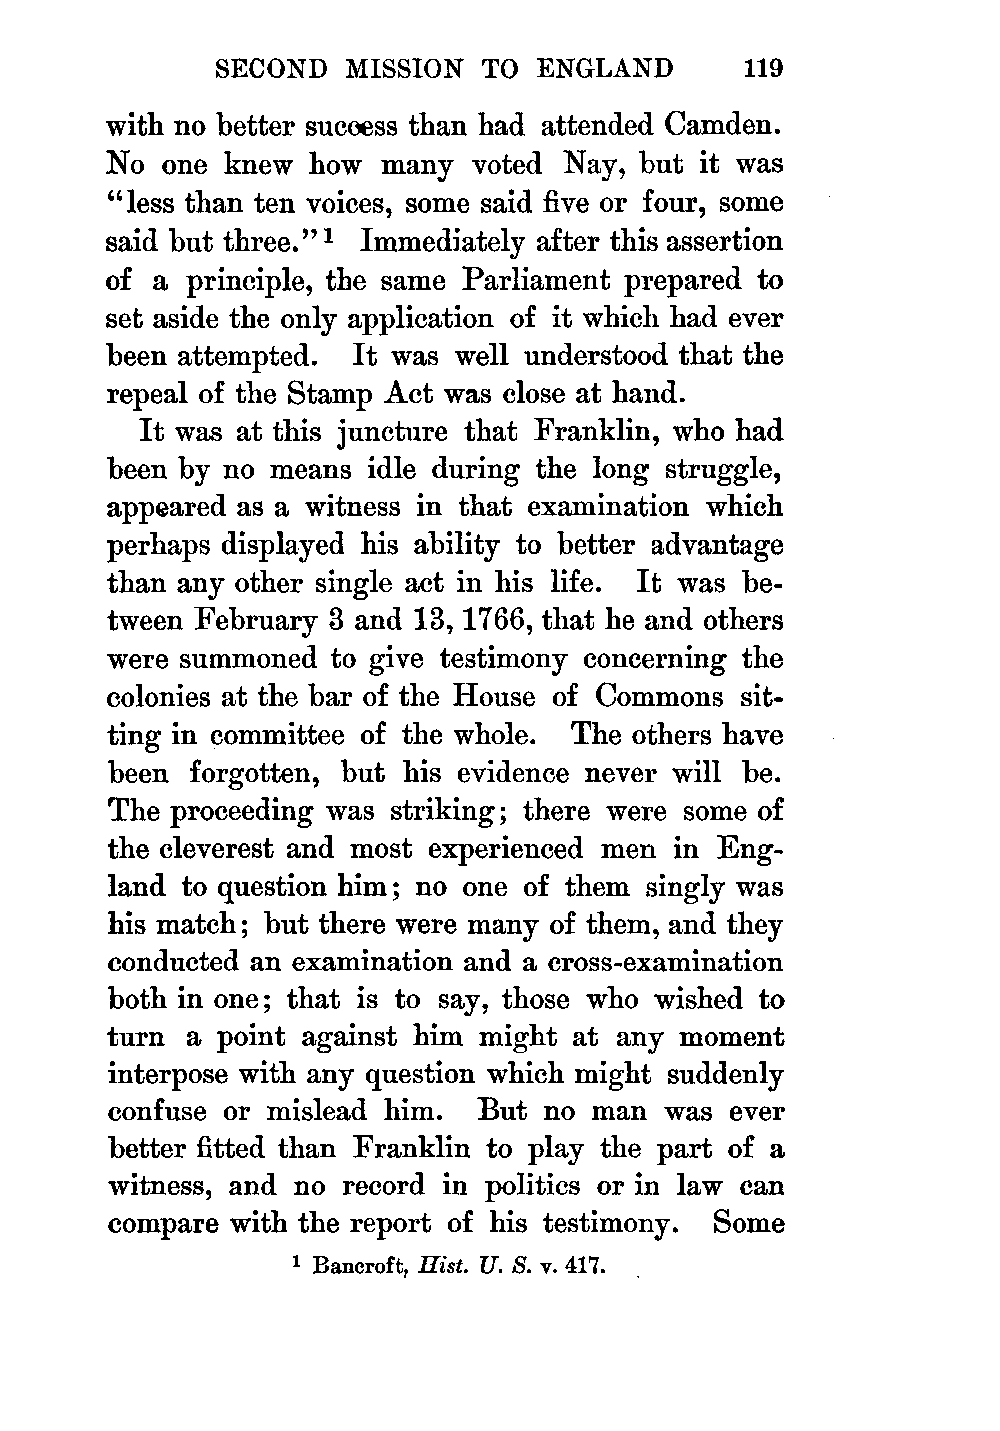 SECOND MISSION TO ENGLAND 119
with no better success than had attended Camden.
No one knew how many voted Nay, but it was
“less than ten voices, some said five or four, some
said but three.” 1 Immediately after this assertion
of a principle, the same Parliament prepared to
set aside the only application of it which had ever
been attempted. It was well understood that the
repeal of the Stamp Act was close at hand.
It was at this juncture that Franklin, who had
been by no means idle during the long struggle,
appeared as a witness in that examination which
perhaps displayed his ability to better advantage
than any other single act in his life. It was be-
tween February 3 and 13, 1766, that he and others
were summoned to give testimony concerning the
colonies at the bar of the House of Commons sit-
ting in committee of the whole. The others have
been forgotten, but his evidence never will be.
The proceeding was striking; there were some of
the cleverest and most experienced men in Eng-
land to question him; no one of them singly was
his match; but there were many of them, and they
conducted an examination and a cross-examination
both in one; that is to say, those who wished to
turn a point against him might at any moment
interpose with any question which might suddenly
confuse or mislead him. But no man was ever
better fitted than Franklin to play the part of a
witness, and no record in politics or in law can
compare with the report of his testimony. Some
1 Bancroft, Hist. U. S. v. 417.